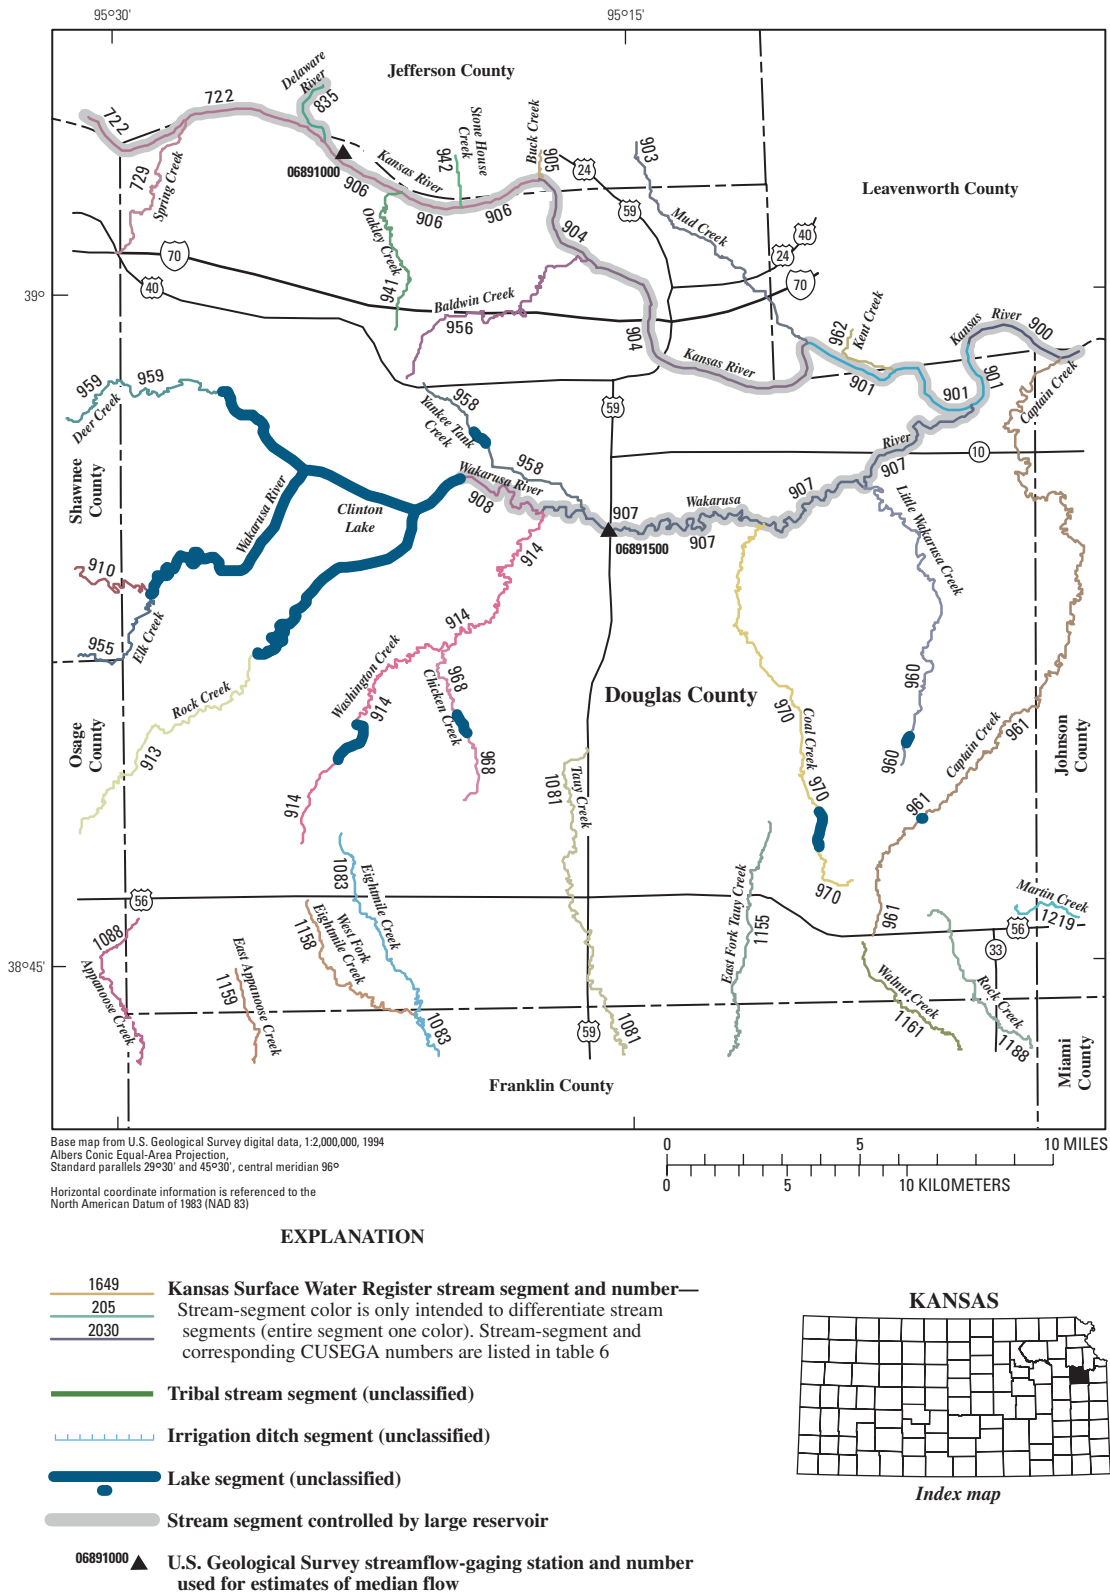 95°30'
95°15'
Jefferson County
Delaware
River
835
722
722
Stone House
Creek
942
Buck Creek
905
24
903
Leavenworth County
06891000
Kansas River
906
906
906
729
Spring Creek
59
Mud Creek
904
40
24
70
70
Oakley Creek
941
40
39°
Baldwin Creek
956
904
Kansas River
962
Kent Creek
Kansas
River
900
901
901
901
Captain Creek
959
959
Deer Creek
958
Yankee Tank
Creek
59
958
River
10
Shawnee
County
Wakarusa River
Clinton
Lake
Wakarusa River
908
907
Wakarusa
907
907
907
06891500
Little Wakarusa Creek
914
910
914
955
Elk Creek
Washington Creek
914
968
Chicken Creek
968
Rock Creek
913
Osage
County
Douglas County
970
Coal Creek
970
960
960
Captain Creek
961
961
Johnson
County
914
1081
Tauy Creek
970
961
56
1083
Eightmile Creek
1158
West Fork
Eightmile Creek
East Fork Tauy Creek
1155
Martin Creek
1219
56
33
1088
Appanoose Creek
38°45'
East Appanoose Creek
1159
Walnut Creek
1161
Rock Creek
1188
1083
59
1081
Franklin County
Miami
County
Base map from U.S. Geological Survey digital data, 1:2,000,000, 1994
Albers Conic Equal-Area Projection,
Standard parallels 29°30' and 45°30', central meridian 96°
Horizontal coordinate information is referenced to the
North American Datum of 1983 (NAD 83)
0 5 10 MILES
0 5 10 KILOMETERS
EXPLANATION
1649
205
2030
Kansas Surface Water Register stream segment and number—
Stream-segment color is only intended to differentiate stream
segments (entire segment one color). Stream-segment and
corresponding CUSEGA numbers are listed in table 6
Tribal stream segment (unclassified)
Irrigation ditch segment (unclassified)
Lake segment (unclassified)
Stream segment controlled by large reservoir
06891000
U.S. Geological Survey streamflow-gaging station and number
used for estimates of median flow
KANSAS
Index map